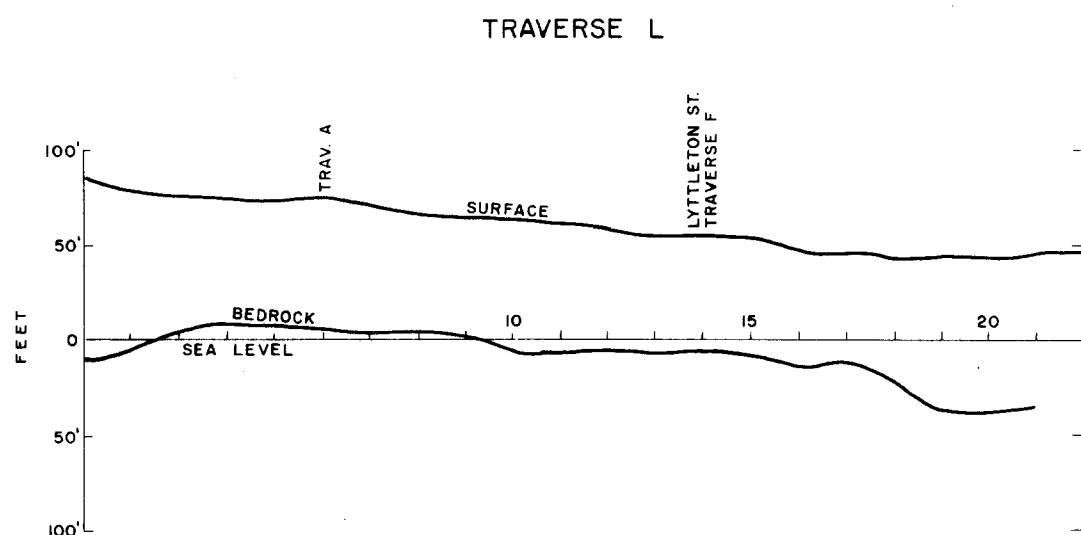 TRAVERSE L
TRAV. A
LYTTLETON ST.
TRAVERSE F
100'
SURFACE
50'
FEET
BEDROCK
10
15
20
0
SEA LEVEL
50'
100'